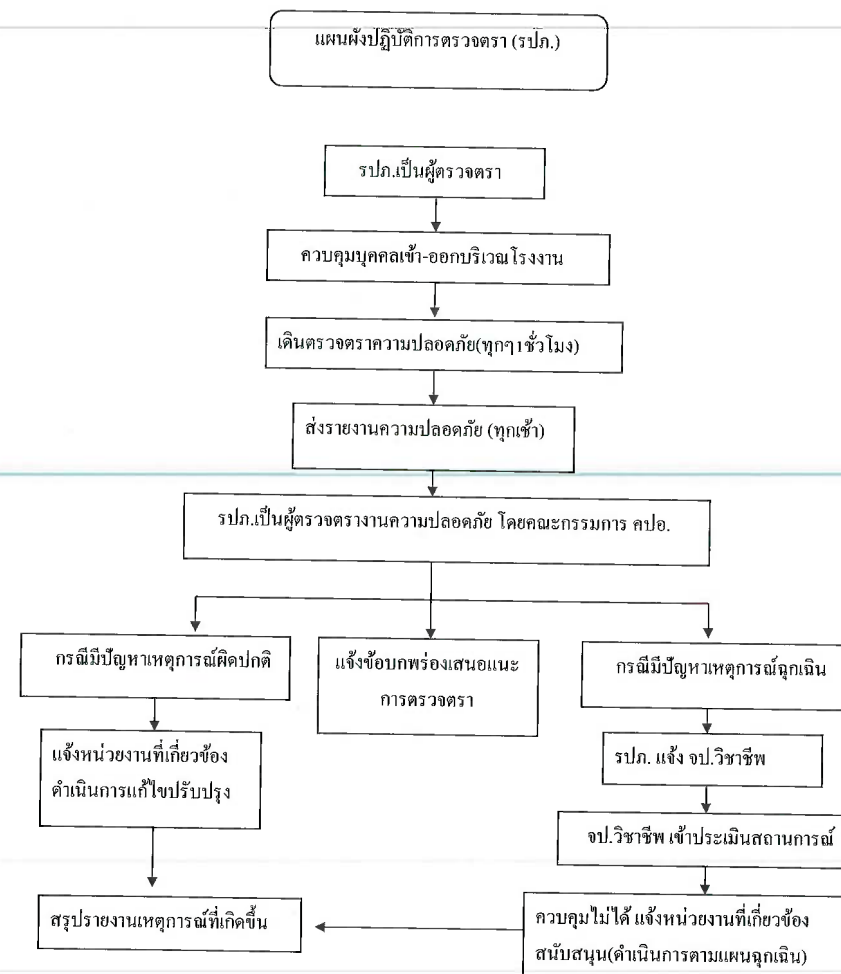 แผนผังปฏิบัติการตรวจตรา (รปภ.)
รปภ.เป็นผู้ตรวจตรา
ควบคุมบุคคลเข้า-ออกบริเวณโรงงาน
เดินตรวจตราความปลอดภัย(ทุกๆ1ชั่วโมง)
ส่งรายงานความปลอดภัย (ทุกเช้า)
รปภ.เป็นผู้ตรวจตรางานความปลอดภัย โดยคณะกรรมการ คปอ.
กรณีมีปัญหาเหตุการณ์ผิดปกติ
แจ้งหน่วยงานที่เกี่ยวข้อง
ดำเนินการแก้ไขปรับปรุง
แจ้งข้อบกพร่องเสนอแนะ
การตรวจตรา
กรณีมีปัญหาเหตุการณ์ฉุกเฉิน
รปภ. แจ้ง จป.วิชาชีพ
จป.วิชาชีพ เข้าประเมินสถานการณ์
ควบคุมไม่ได้ แจ้งหน่วยงานที่เกี่ยวข้อง
สนับสนุน(ดำเนินการตามแผนฉุกเฉิน)
สรุปรายงานเหตุการณ์ที่เกิดขึ้น